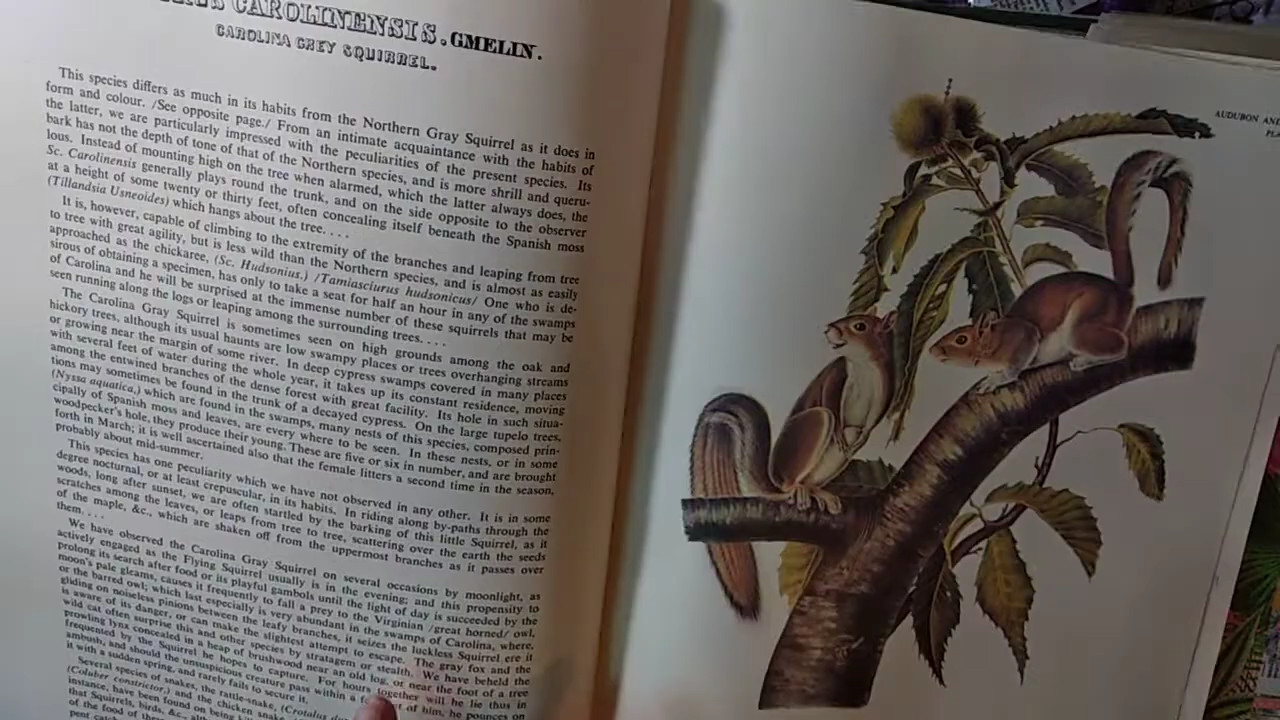 CAROLINENSIS. GMELIN.
CAROLINA GREY SQUIRREL.
This species differs as much in its habits from the Northern Gray Squirrel as it does in
form and colour. /See opposite page./ From an intimate acquaintance with the habits of
the latter, we are particularly impressed with the peculiarities of the present species. Its
bark has not the depth of tone of that of the Northern species, and is more shrill and queru-
lous. Instead of mounting high on the tree when alarmed, which the latter always does, the
Sc. Carolinensis generally plays round the trunk, and on the side opposite to the observer
at a height of some twenty or thirty feet, often concealing itself beneath the Spanish moss
(Tillandsia Usneoides) which hangs about the tree. . . .
It is, however, capable of climbing to the extremity of the branches and leaping from tree
to tree with great agility, but is less wild than the Northern species, and is almost as easily
approached as the chickaree, (Sc. Hudsonius.) /Tamiasciurus hudsonicus/ One who is de-
sirous of obtaining a specimen, has only to take a seat for half an hour in any of the swamps
of Carolina and he will be surprised at the immense number of these squirrels that may be
seen running along the logs or leaping among the surrounding trees. . . .
The Carolina Gray Squirrel is sometimes seen on high grounds among the oak and
hickory trees, although its usual haunts are low swampy places or trees overhanging streams
or growing near the margin of some river. In deep cypress swamps covered in many places
with several feet of water during the whole year, it takes up its constant residence, moving
among the entwined branches of the dense forest with great facility. Its hole in such situa-
tions may sometimes be found in the trunk of a decayed cypress. On the large tupelo trees,
(Nyssa aquatica,) which are found in the swamps, many nests of this species, composed prin-
cipally of Spanish moss and leaves, are every where to be seen. In these nests, or in some
woodpecker's hole, they produce their young. These are five or six in number, and are brought
forth in March; it is well ascertained also that the female litters a second time in the season,
probably about mid-summer.
This species has one peculiarity which we have not observed in any other. It is in some
degree nocturnal, or at least crepuscular, in its habits. In riding along by-paths through the
woods, long after sunset, we are often startled by the barking of this little Squirrel, as it
scratches among the leaves, or leaps from tree to tree, scattering over the earth the seeds
of the maple, &c., which are shaken off from the uppermost branches as it passes over
them. . . .
We have observed the Carolina Gray Squirrel on several occasions by moonlight, as
actively engaged as the Flying Squirrel usually is in the evening; and this propensity to
prolong its search after food or its playful gambols until the light of day is succeeded by the
moon's pale gleams, causes it frequently to fall a prey to the Virginian /great horned/ owl,
or the barred owl; which last especially is very abundant in the swamps of Carolina, where,
gliding on noiseless pinions between the leafy branches, it seizes the luckless Squirrel ere it
is aware of its danger, or can make the slightest attempt to escape. The gray fox and the
wild cat often surprise this and other species by stratagem or stealth. We have beheld the
prowling lynx concealed in a heap of brushwood near an old log, or near the foot of a tree
frequented by the Squirrel he hopes to capture. For hours together will he lie thus in
ambush, and should the unsuspicious creature pass within a of him, he pounces on
it with a sudden spring, and rarely fails to secure it.
Several species of snakes, the rattle-snake, (Crotalus
(Coluber constrictor,) and the chicken snake
instance, have been found on being
that Squirrels, birds, &c.,
of the food of
AUDUBON AND